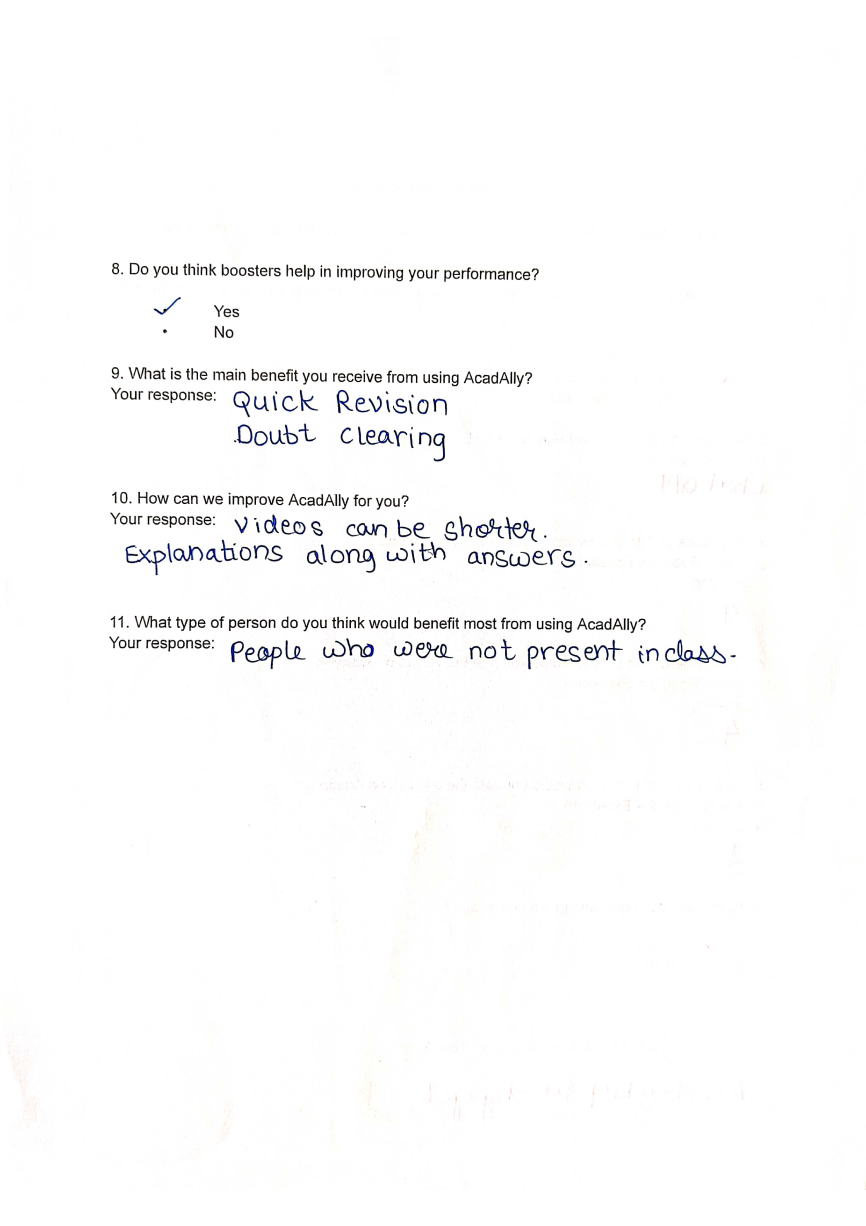 8. Do you think boosters help in improving your performance?
✓ Yes
• No
9. What is the main benefit you receive from using AcadAlly?
Your response: Quick Revision
Doubt Clearing
10. How can we improve AcadAlly for you?
Your response: Videos can be shorter.
Explanations along with answers.
11. What type of person do you think would benefit most from using AcadAlly?
Your response: People who were not present in class.